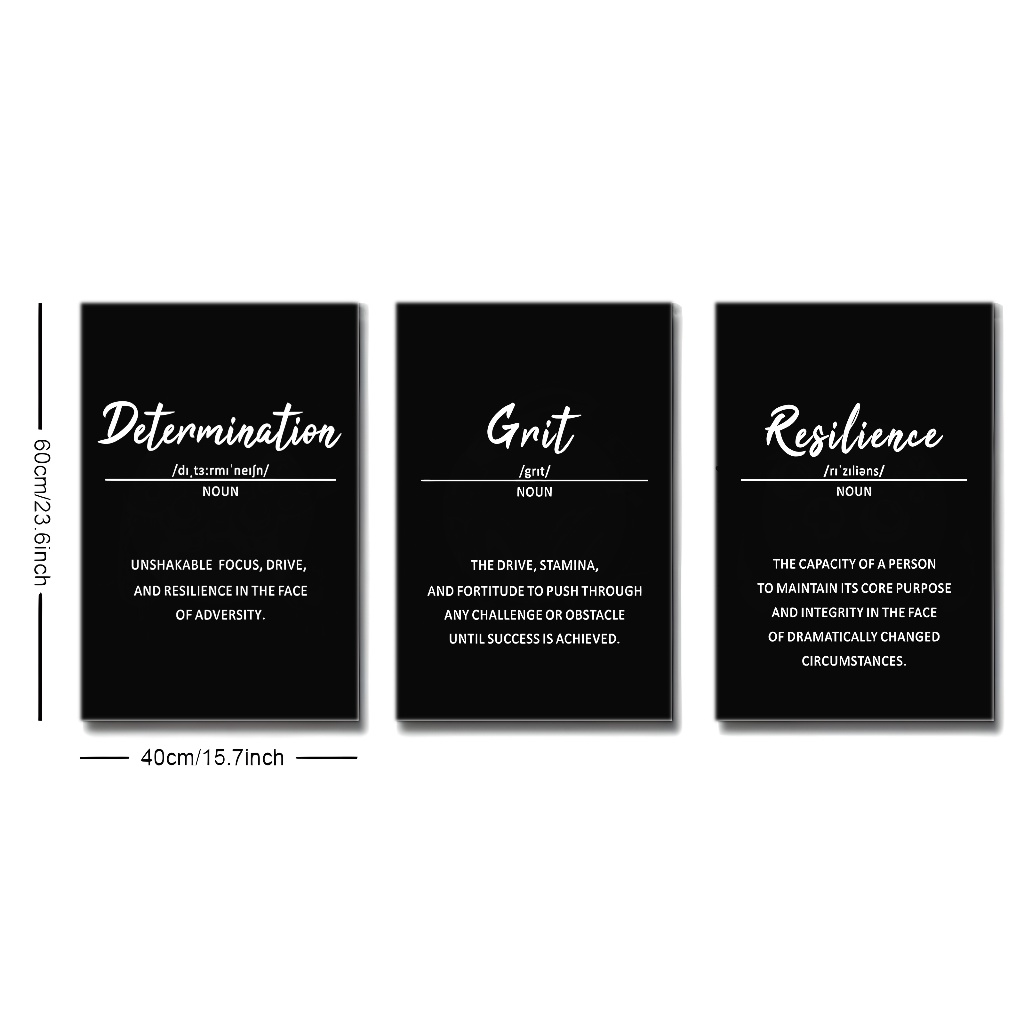 60cm/23.6inch
Determination
/dɪˌtɜ:rmɪˈneɪʃn/
NOUN
UNSHAKABLE FOCUS, DRIVE,
AND RESILIENCE IN THE FACE
OF ADVERSITY.
Grit
/grɪt/
NOUN
THE DRIVE, STAMINA,
AND FORTITUDE TO PUSH THROUGH
ANY CHALLENGE OR OBSTACLE
UNTIL SUCCESS IS ACHIEVED.
Resilience
/rɪˈzɪliəns/
NOUN
THE CAPACITY OF A PERSON
TO MAINTAIN ITS CORE PURPOSE
AND INTEGRITY IN THE FACE
OF DRAMATICALLY CHANGED
CIRCUMSTANCES.
40cm/15.7inch